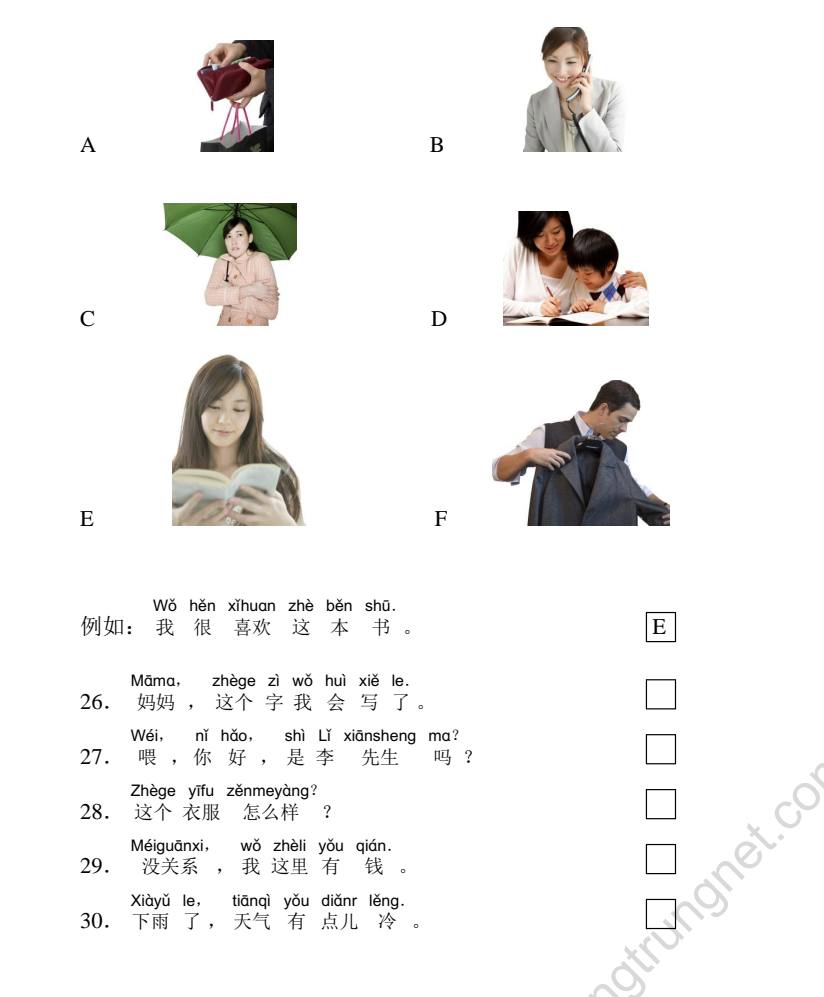 A
B
C
D
E
F
Wǒ hěn xǐhuan zhè běn shū.
例如： 我 很 喜欢 这 本 书 。
E
Māma， zhège zì wǒ huì xiě le.
26. 妈妈 ， 这个 字 我 会 写 了 。
Wéi， nǐ hǎo， shì Lǐ xiānsheng ma?
27. 喂 ， 你 好 ， 是 李 先生 吗 ？
Zhège yīfu zěnmeyàng?
28. 这个 衣服 怎么样 ？
Méiguānxi， wǒ zhèli yǒu qián.
29. 没关系 ， 我 这里 有 钱 。
Xiàyǔ le， tiānqì yǒu diǎnr lěng.
30. 下雨 了 ， 天气 有 点儿 冷 。